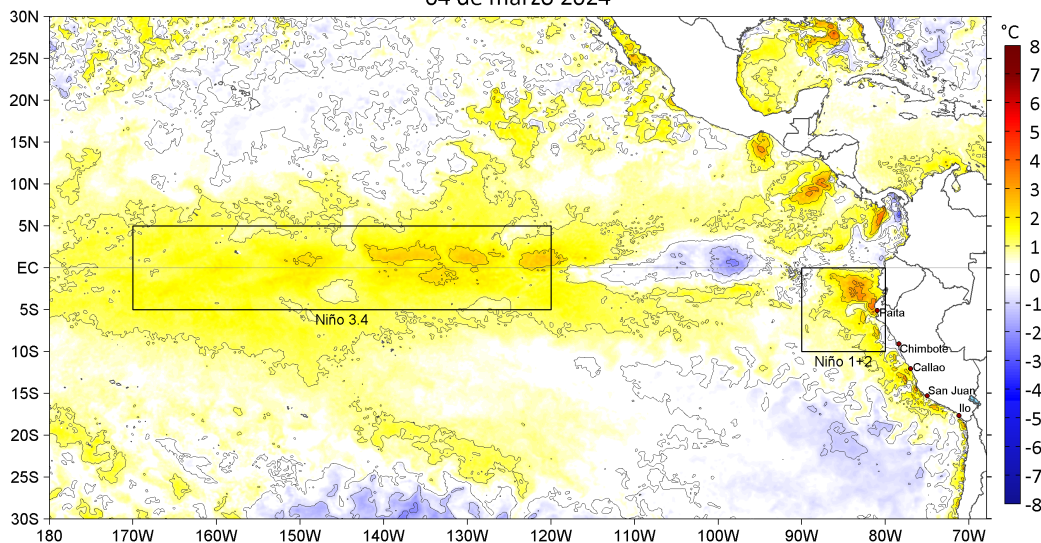 04 de marzo 2024
°C
30N
25N
20N
15N
10N
5N
EC
5S
10S
15S
20S
25S
30S
Niño 3.4
Niño 1+2
Paita
Chimbote
Callao
San Juan
Ilo
8
7
6
5
4
3
2
1
0
-1
-2
-3
-4
-5
-6
-7
-8
180 170W 160W 150W 140W 130W 120W 110W 100W 90W 80W 70W